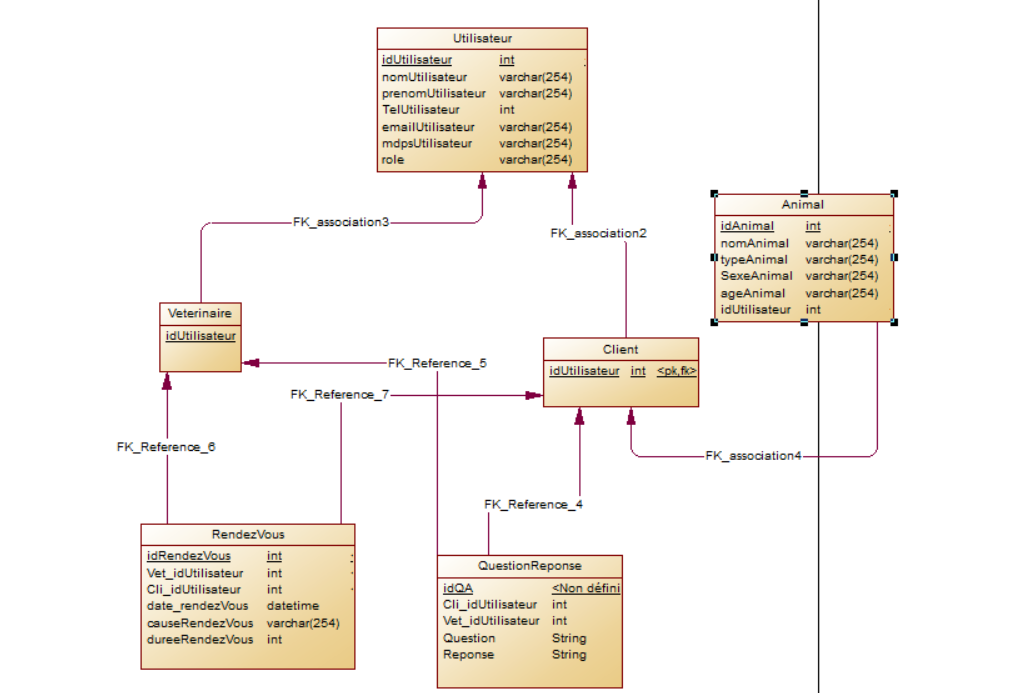 Utilisateur
idUtilisateur int
nomUtilisateur varchar(254)
prenomUtilisateur varchar(254)
TelUtilisateur int
emailUtilisateur varchar(254)
mdpsUtilisateur varchar(254)
role varchar(254)
FK_association3
FK_association2
Animal
idAnimal int
nomAnimal varchar(254)
typeAnimal varchar(254)
SexeAnimal varchar(254)
ageAnimal varchar(254)
idUtilisateur int
Veterinaire
idUtilisateur
Client
idUtilisateur int <pk,fk>
FK_Reference_5
FK_Reference_7
FK_Reference_6
FK_association4
FK_Reference_4
RendezVous
idRendezVous int
Vet_idUtilisateur int
Cli_idUtilisateur int
date_rendezVous datetime
causeRendezVous varchar(254)
dureeRendezVous int
QuestionReponse
idQA <Non défini
Cli_idUtilisateur int
Vet_idUtilisateur int
Question String
Reponse String